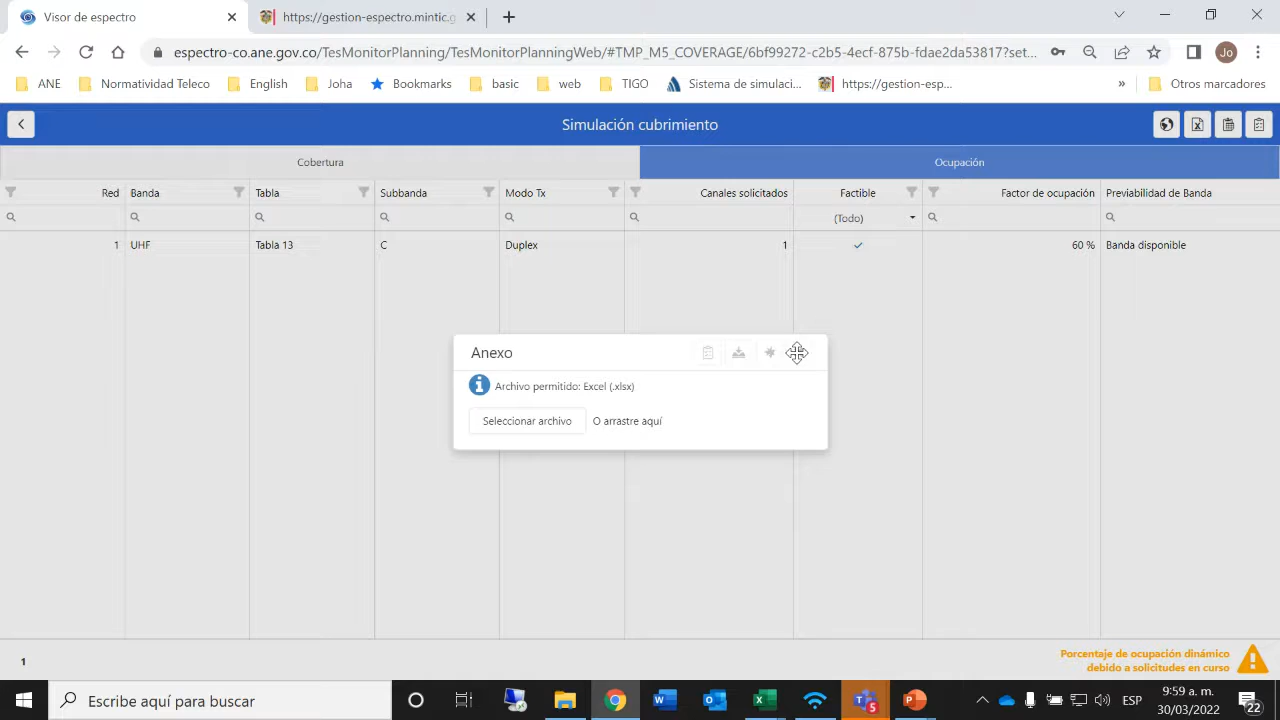 Visor de espectro
https://gestion-espectro.mintic.g
espectro-co.ane.gov.co/TesMonitorPlanning/TesMonitorPlanningWeb/#TMP_M5_COVERAGE/6bf99272-c2b5-4ecf-875b-fdae2da53817?set...
Jo
ANE
Normatividad Teleco
English
Joha
Bookmarks
basic
web
TIGO
Sistema de simulaci...
https://gestion-esp...
»
Otros marcadores
Simulación cubrimiento
Cobertura
Ocupación
Red
Banda
Tabla
Subbanda
Modo Tx
Canales solicitados
Factible
Factor de ocupación
Previabilidad de Banda
(Todo)
1
UHF
Tabla 13
C
Duplex
1
60 %
Banda disponible
Anexo
Archivo permitido: Excel (.xlsx)
Seleccionar archivo
O arrastre aquí
1
Porcentaje de ocupación dinámico
debido a solicitudes en curso
Escribe aquí para buscar
5
ESP
9:59 a. m.
30/03/2022
22